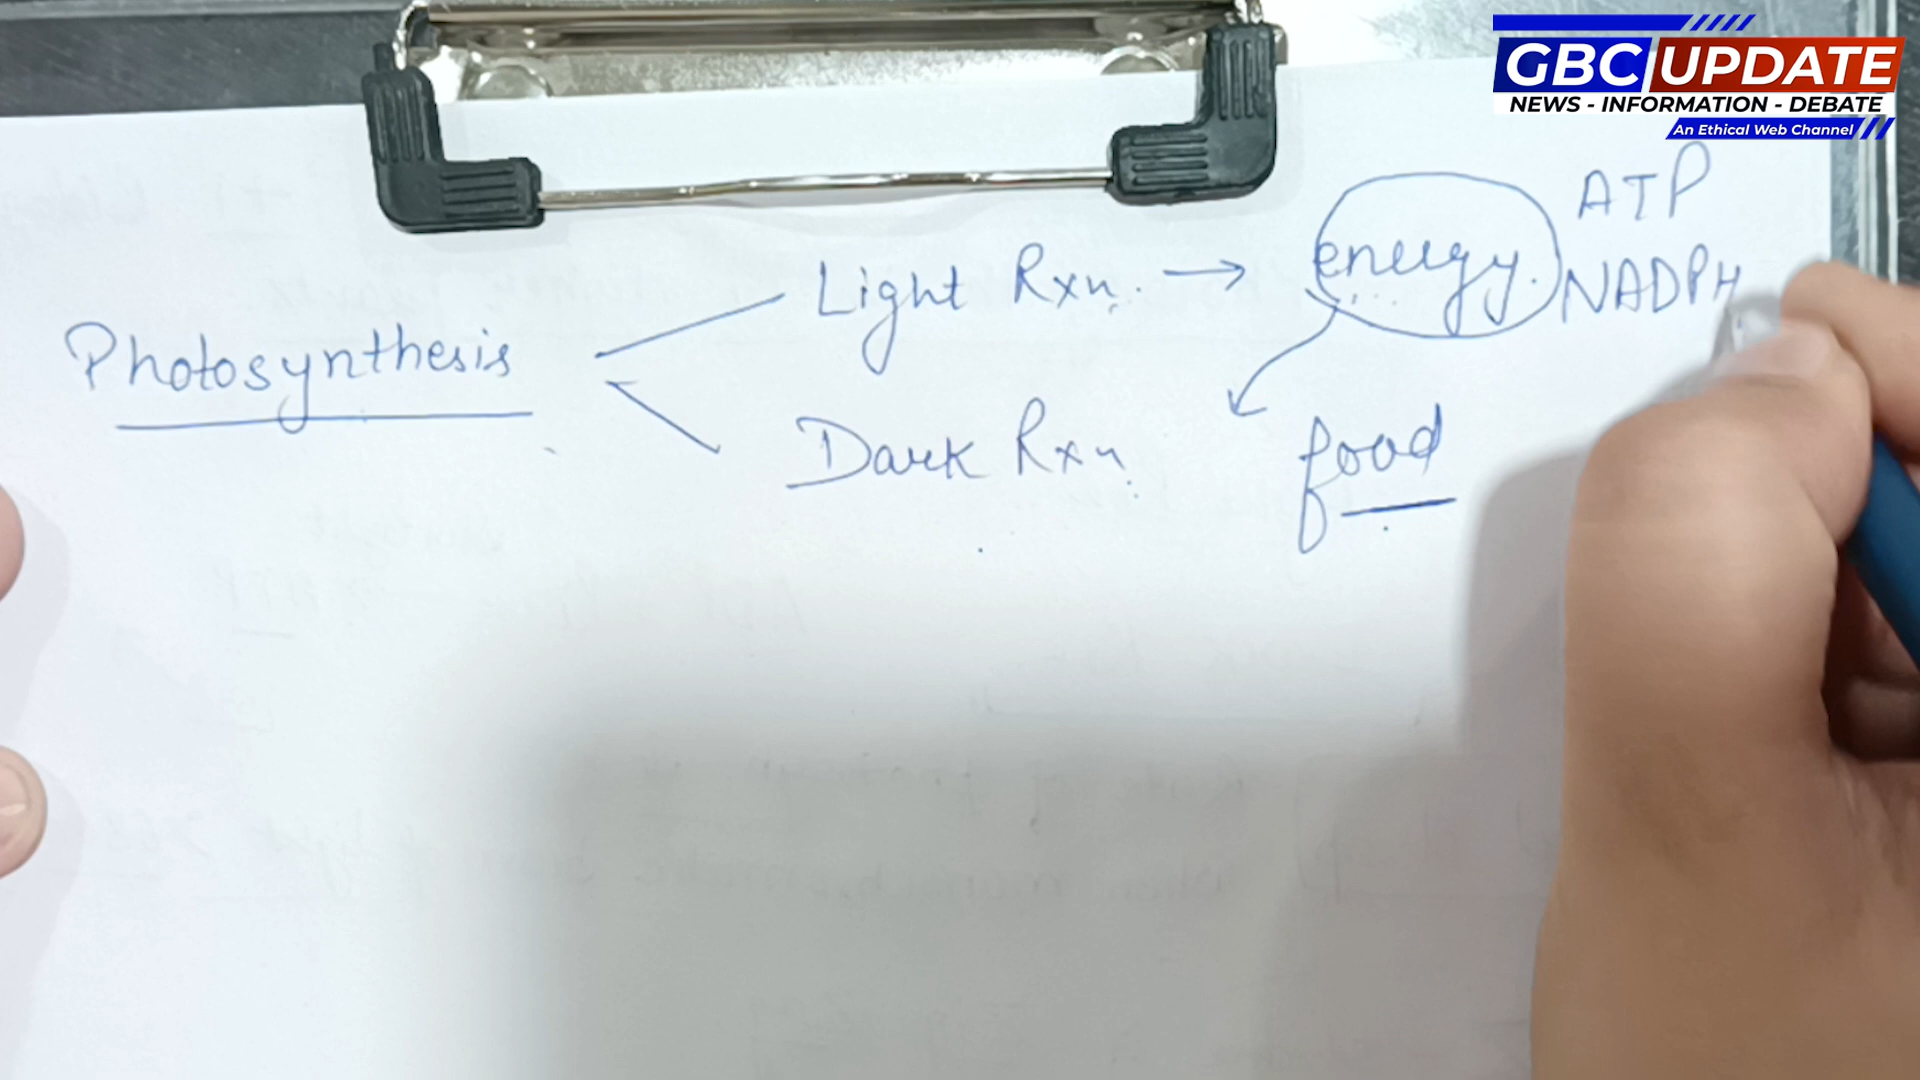 GBC UPDATE
NEWS - INFORMATION - DEBATE
An Ethical Web Channel
ATP
Light Rxn. → energy. NADPH
Photosynthesis
Dark Rxn food